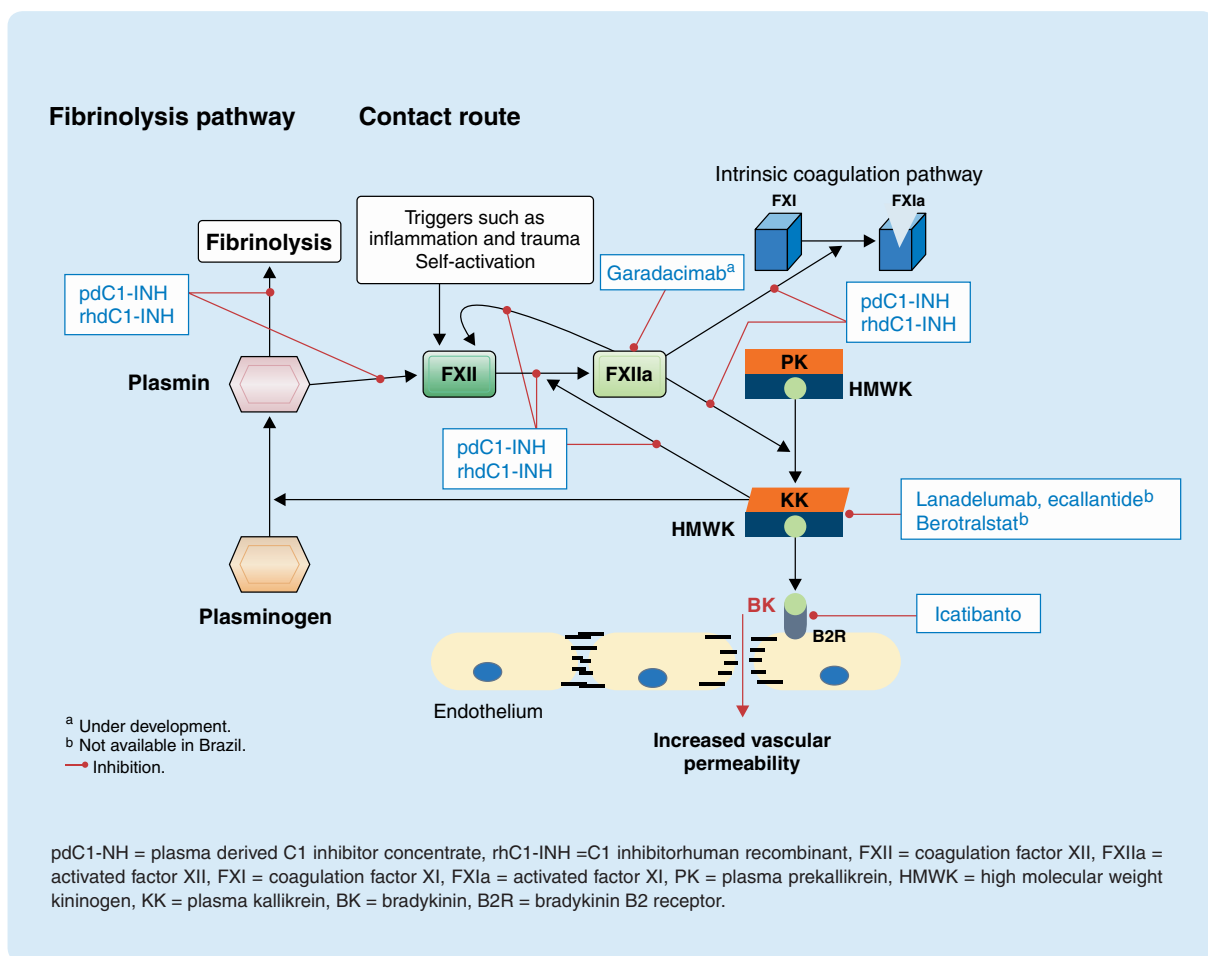 Fibrinolysis pathway
Contact route
Intrinsic coagulation pathway
FXI
FXIa
Triggers such as
inflammation and trauma
Self-activation
Fibrinolysis
Garadacimabᵃ
pdC1-INH
rhdC1-INH
pdC1-INH
rhdC1-INH
Plasmin
FXII
FXIIa
PK
HMWK
pdC1-INH
rhdC1-INH
KK
HMWK
Lanadelumab, ecallantideᵇ
Berotralstatᵇ
Plasminogen
BK
B2R
Icatibanto
Endothelium
Increased vascular
permeability
ᵃ Under development.
ᵇ Not available in Brazil.
Inhibition.
pdC1-NH = plasma derived C1 inhibitor concentrate, rhC1-INH =C1 inhibitorhuman recombinant, FXII = coagulation factor XII, FXIIa =
activated factor XII, FXI = coagulation factor XI, FXIa = activated factor XI, PK = plasma prekallikrein, HMWK = high molecular weight
kininogen, KK = plasma kallikrein, BK = bradykinin, B2R = bradykinin B2 receptor.